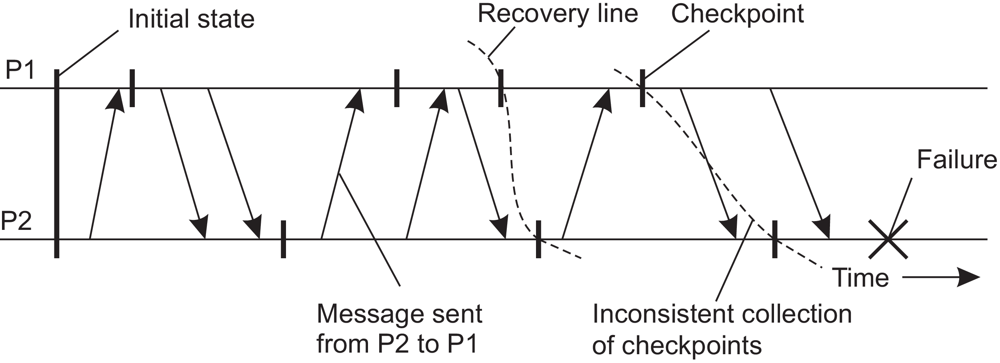 Initial state
Recovery line
Checkpoint
P1
Failure
P2
Time
Message sent
from P2 to P1
Inconsistent collection
of checkpoints